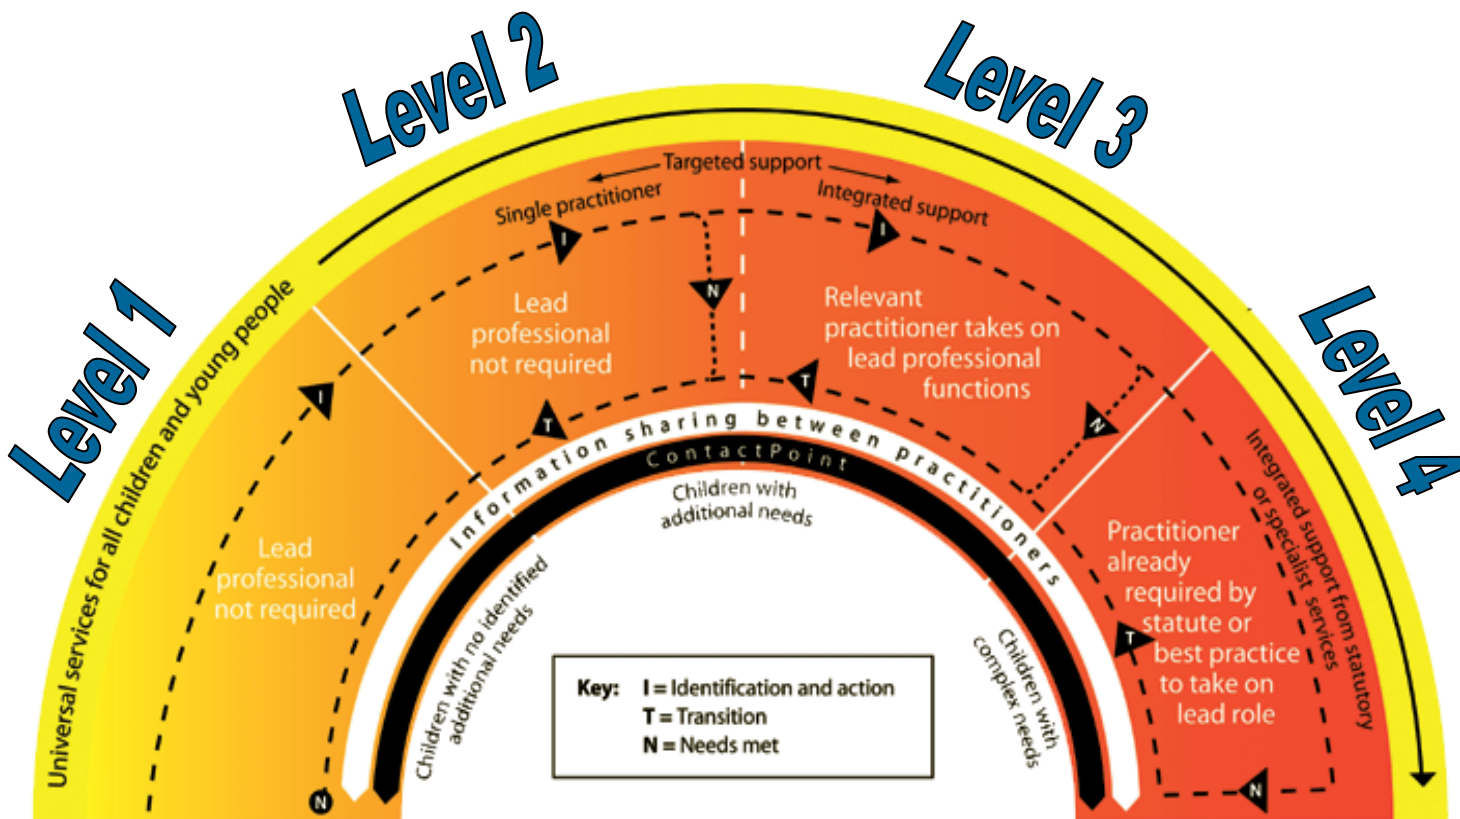 Level 1
Level 2
Level 3
Level 4
Universal services for all children and young people
Targeted support
Single practitioner
Integrated support
I
I
I
N
Lead
professional
not required
Lead
professional
not required
Relevant
practitioner takes on
lead professional
functions
T
T
N
Integrated support from statutory
or specialist services
Practitioner
already
required by
statute or
best practice
to take on
lead role
T
N
N
Information sharing between practitioners
ContactPoint
Children with no identified
additional needs
Children with
additional needs
Children with
complex needs
Key: I = Identification and action
T = Transition
N = Needs met